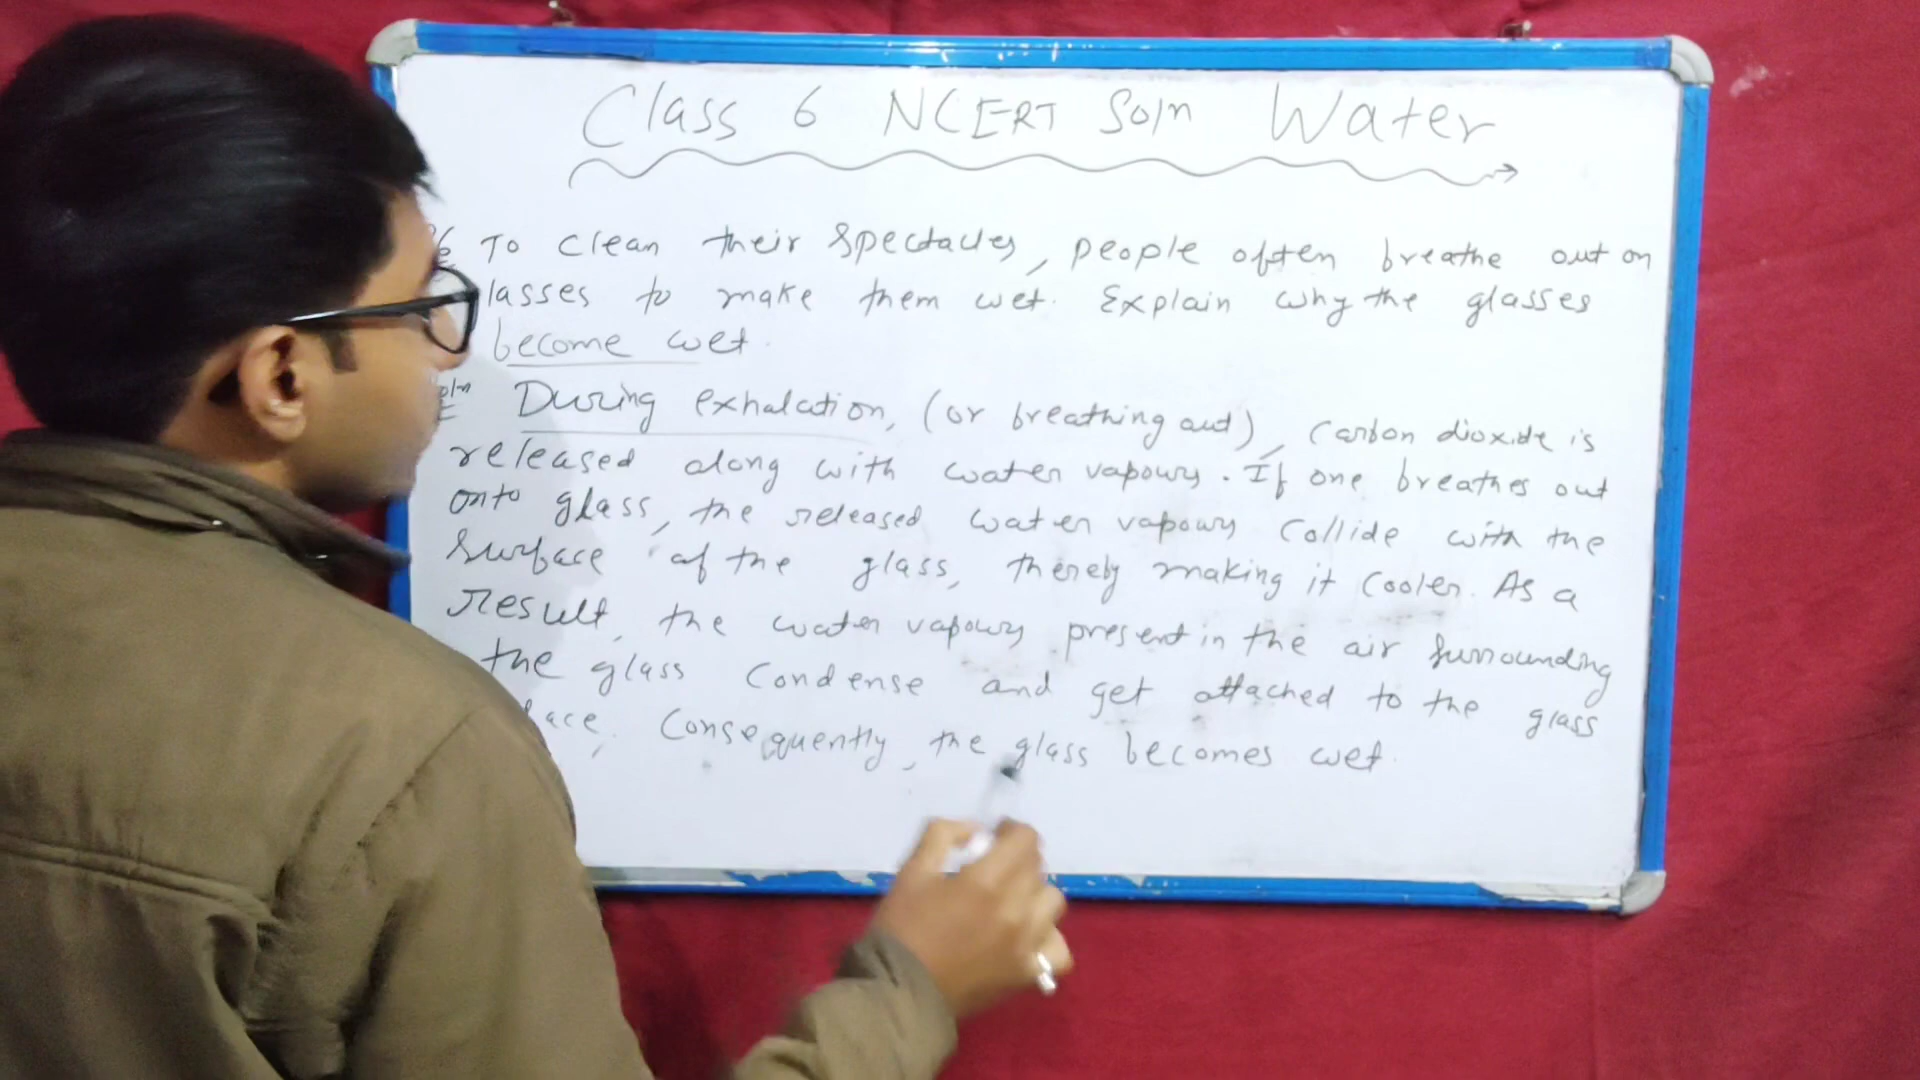 Class 6 NCERT Soln Water
6 To clean their spectacles, people often breathe out on
lasses to make them wet. Explain why the glasses
become wet.
oln During exhalation, (or breathing out), carbon dioxide is
released along with water vapours. If one breathes out
onto glass, the released water vapours collide with the
surface of the glass, thereby making it cooler. As a
result, the water vapours present in the air surrounding
the glass condense and get attached to the glass
face. Consequently, the glass becomes wet.